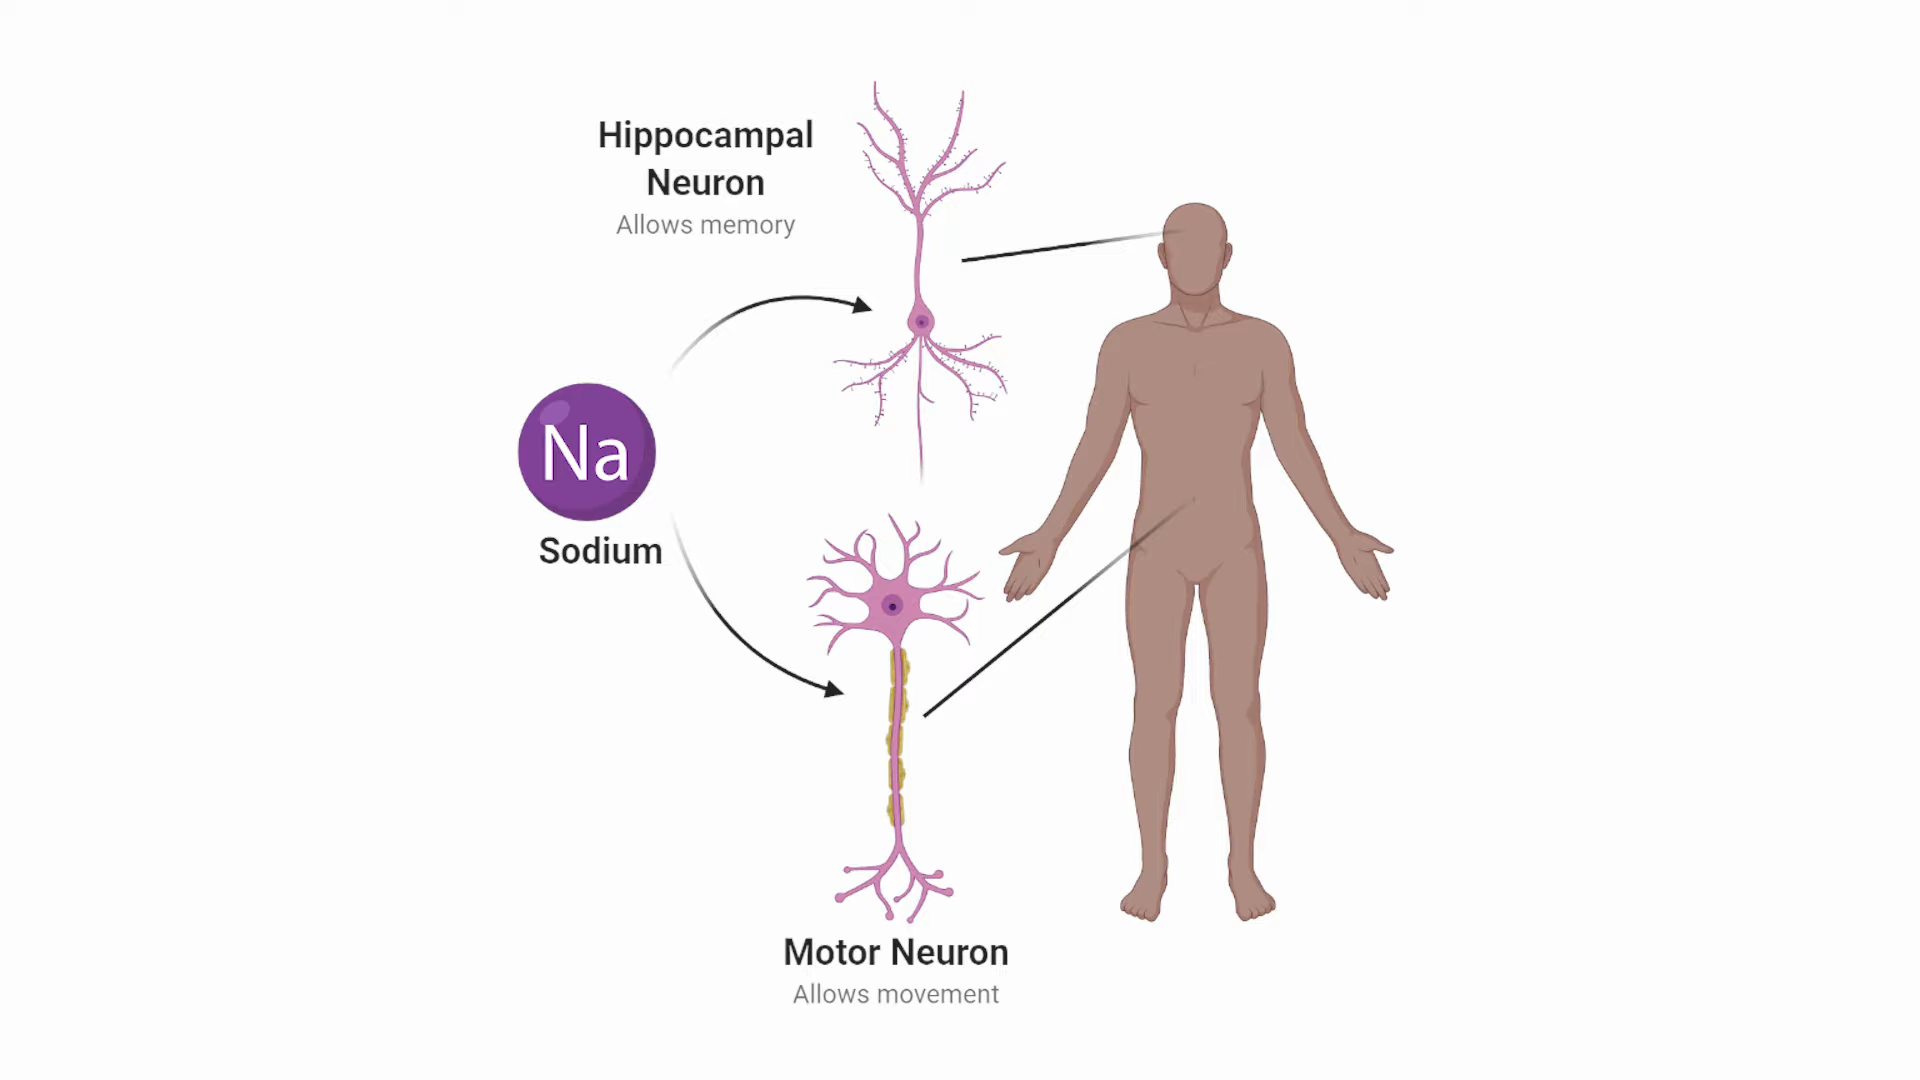 Hippocampal
Neuron
Allows memory
Na
Sodium
Motor Neuron
Allows movement